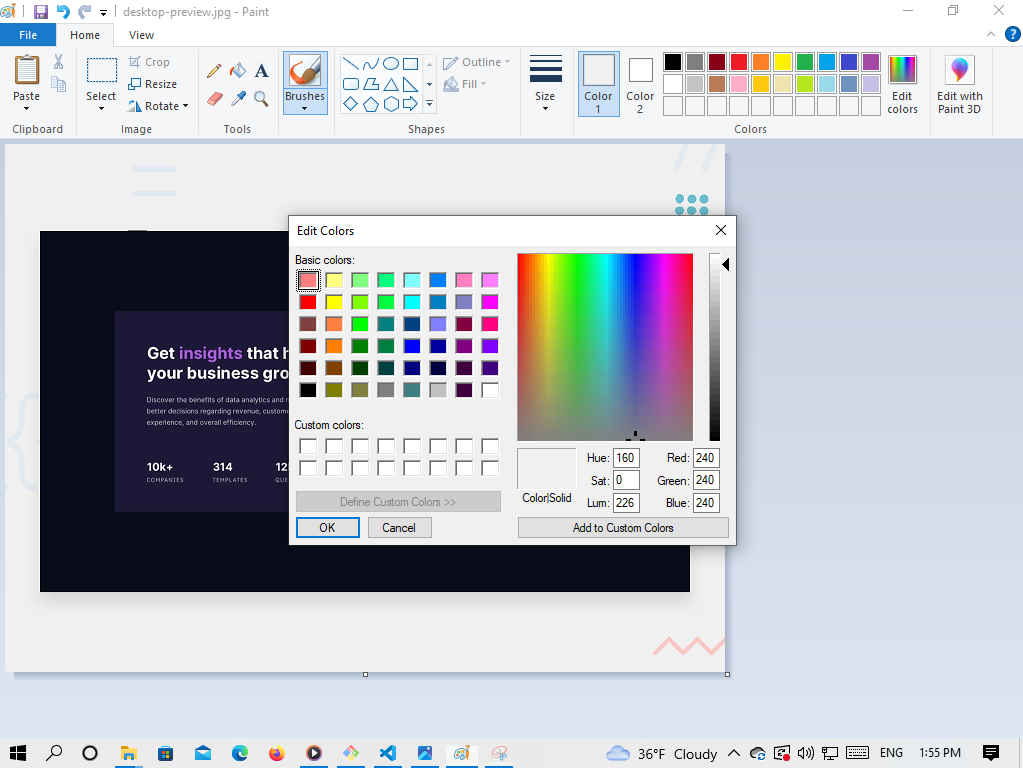 desktop-preview.jpg - Paint
File
Home
View
Paste
Select
Crop
Resize
Rotate
Brushes
Outline
Fill
Size
Color
1
Color
2
Edit
colors
Edit with
Paint 3D
Clipboard
Image
Tools
Shapes
Colors
Get insights that h
your business gro
Discover the benefits of data analytics and
better decisions regarding revenue, custome
experience, and overall efficiency.
10k+
314
12
COMPANIES
TEMPLATES
QUE
Edit Colors
Basic colors:
Custom colors:
Define Custom Colors >>
OK
Cancel
Color|Solid
Hue: 160
Sat: 0
Lum: 226
Red: 240
Green: 240
Blue: 240
Add to Custom Colors
36°F Cloudy
ENG
1:55 PM